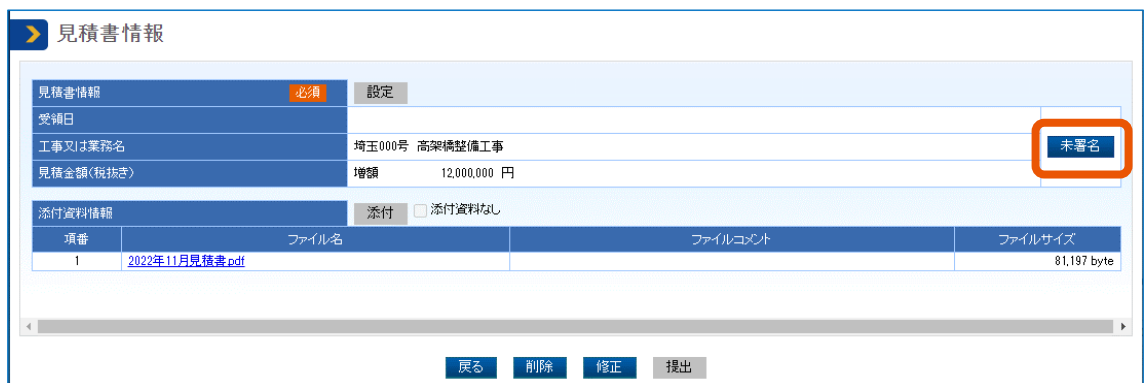 見積書情報
見積書情報 必須 設定
受領日
工事又は業務名 埼玉000号 高架橋整備工事 未署名
見積金額(税抜き) 増額 12,000,000 円
添付資料情報 添付 添付資料なし
項番 ファイル名 ファイルコメント ファイルサイズ
1 2022年11月見積書.pdf 81,197 byte
戻る 削除 修正 提出